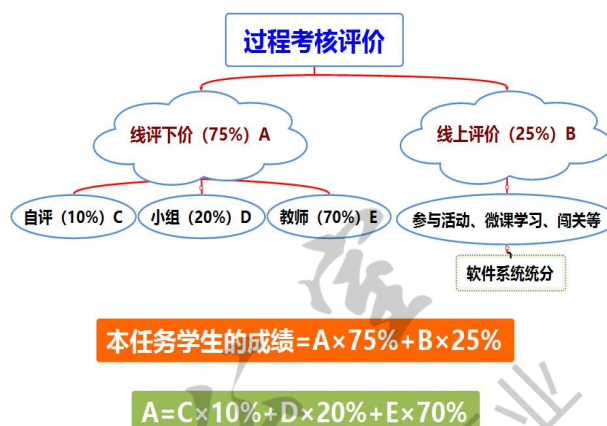 过程考核评价
线评下价（75%）A
线上评价（25%）B
自评（10%）C
小组（20%）D
教师（70%）E
参与活动、微课学习、闯关等
软件系统统分
本任务学生的成绩=A×75%+B×25%
A=C×10%+D×20%+E×70%